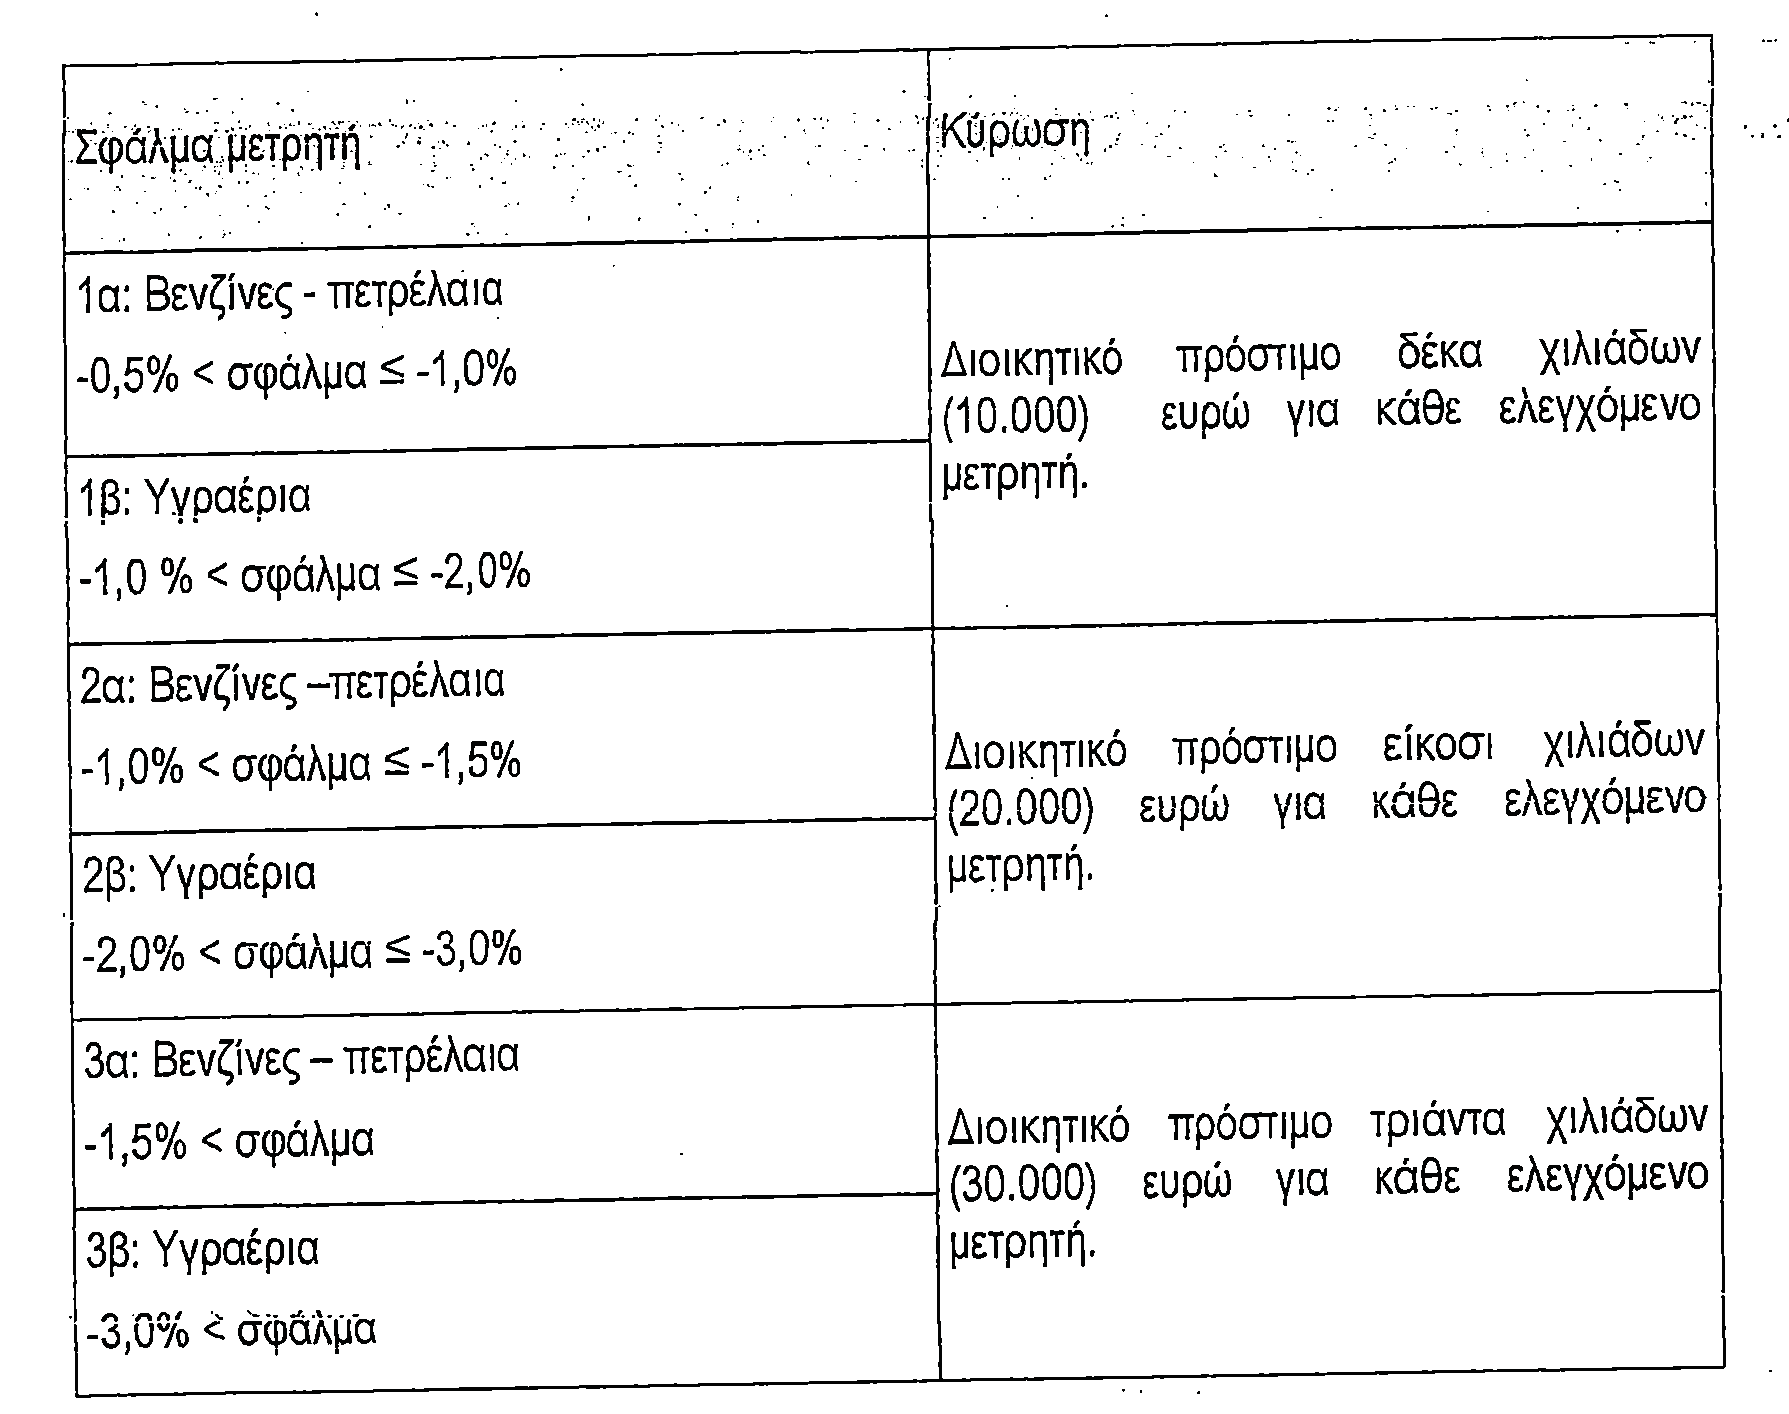 Σφάλμα μετρητή
Κύρωση
1α: Βενζίνες - πετρέλαια
-0,5% < σφάλμα ≤ -1,0%
Διοικητικό πρόστιμο δέκα χιλιάδων
(10.000) ευρώ για κάθε ελεγχόμενο
μετρητή.
1β: Υγραέρια
-1,0 % < σφάλμα ≤ -2,0%
2α: Βενζίνες –πετρέλαια
-1,0% < σφάλμα ≤ -1,5%
Διοικητικό πρόστιμο είκοσι χιλιάδων
(20.000) ευρώ για κάθε ελεγχόμενο
μετρητή.
2β: Υγραέρια
-2,0% < σφάλμα ≤ -3,0%
3α: Βενζίνες – πετρέλαια
-1,5% < σφάλμα
Διοικητικό πρόστιμο τριάντα χιλιάδων
(30.000) ευρώ για κάθε ελεγχόμενο
μετρητή.
3β: Υγραέρια
-3,0% < σφάλμα